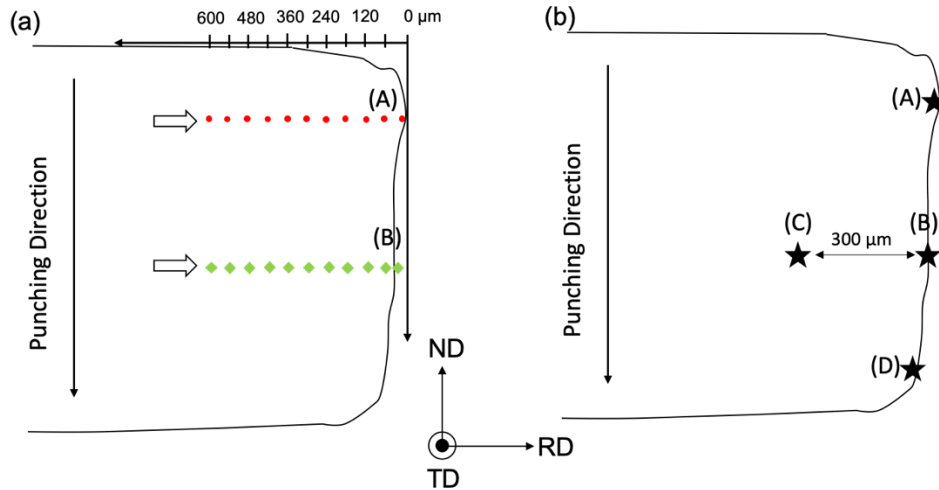 (a)
600 480 360 240 120 0 µm
(A)
(B)
Punching Direction
ND
RD
TD
(b)
(A)
(C)
(B)
300 µm
(D)
Punching Direction